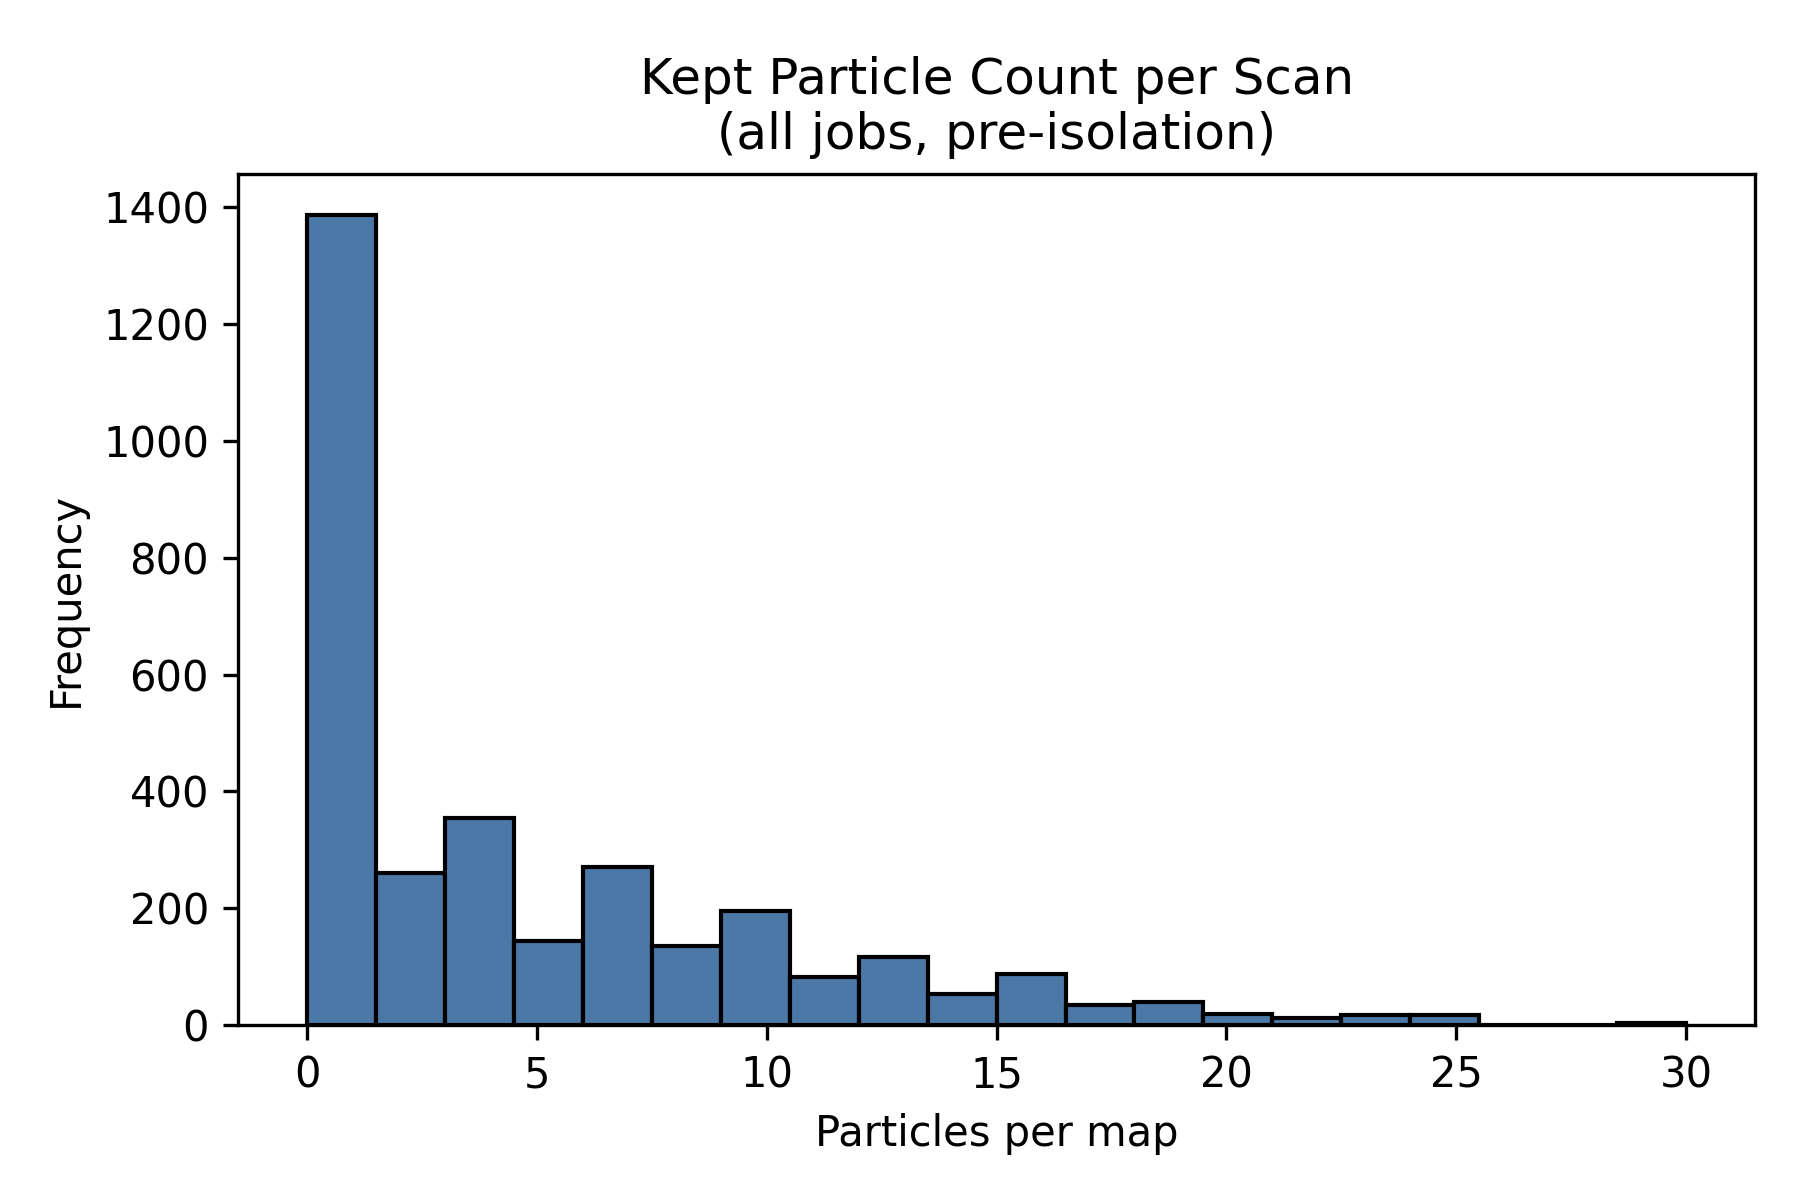 Kept Particle Count per Scan
(all jobs, pre-isolation)
1400
1200
1000
800
600
400
200
0
Frequency
0 5 10 15 20 25 30
Particles per map